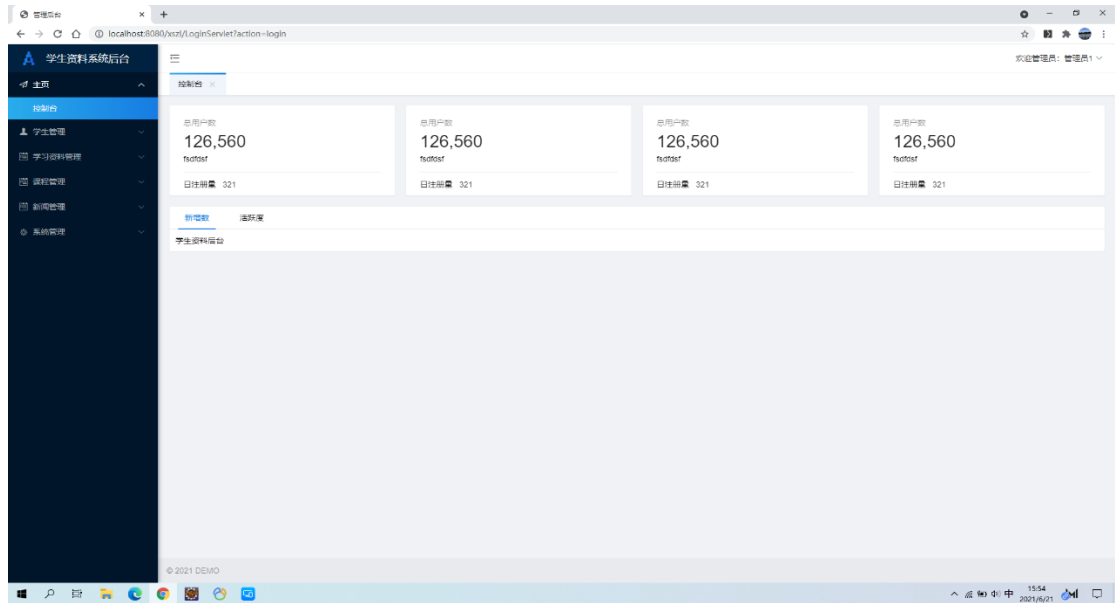 管理后台
localhost:8080/xszl/LoginServlet?action=login
学生资料系统后台
欢迎管理员：管理员1
主页
控制台
控制台
学生管理
学习资料管理
课程管理
新闻管理
系统管理
总用户数 总用户数 总用户数 总用户数
126,560 126,560 126,560 126,560
fsdfdsf fsdfdsf fsdfdsf fsdfdsf
日注册量 321 日注册量 321 日注册量 321 日注册量 321
新增数 活跃度
学生资料后台
© 2021 DEMO
中
15:54
2021/6/21